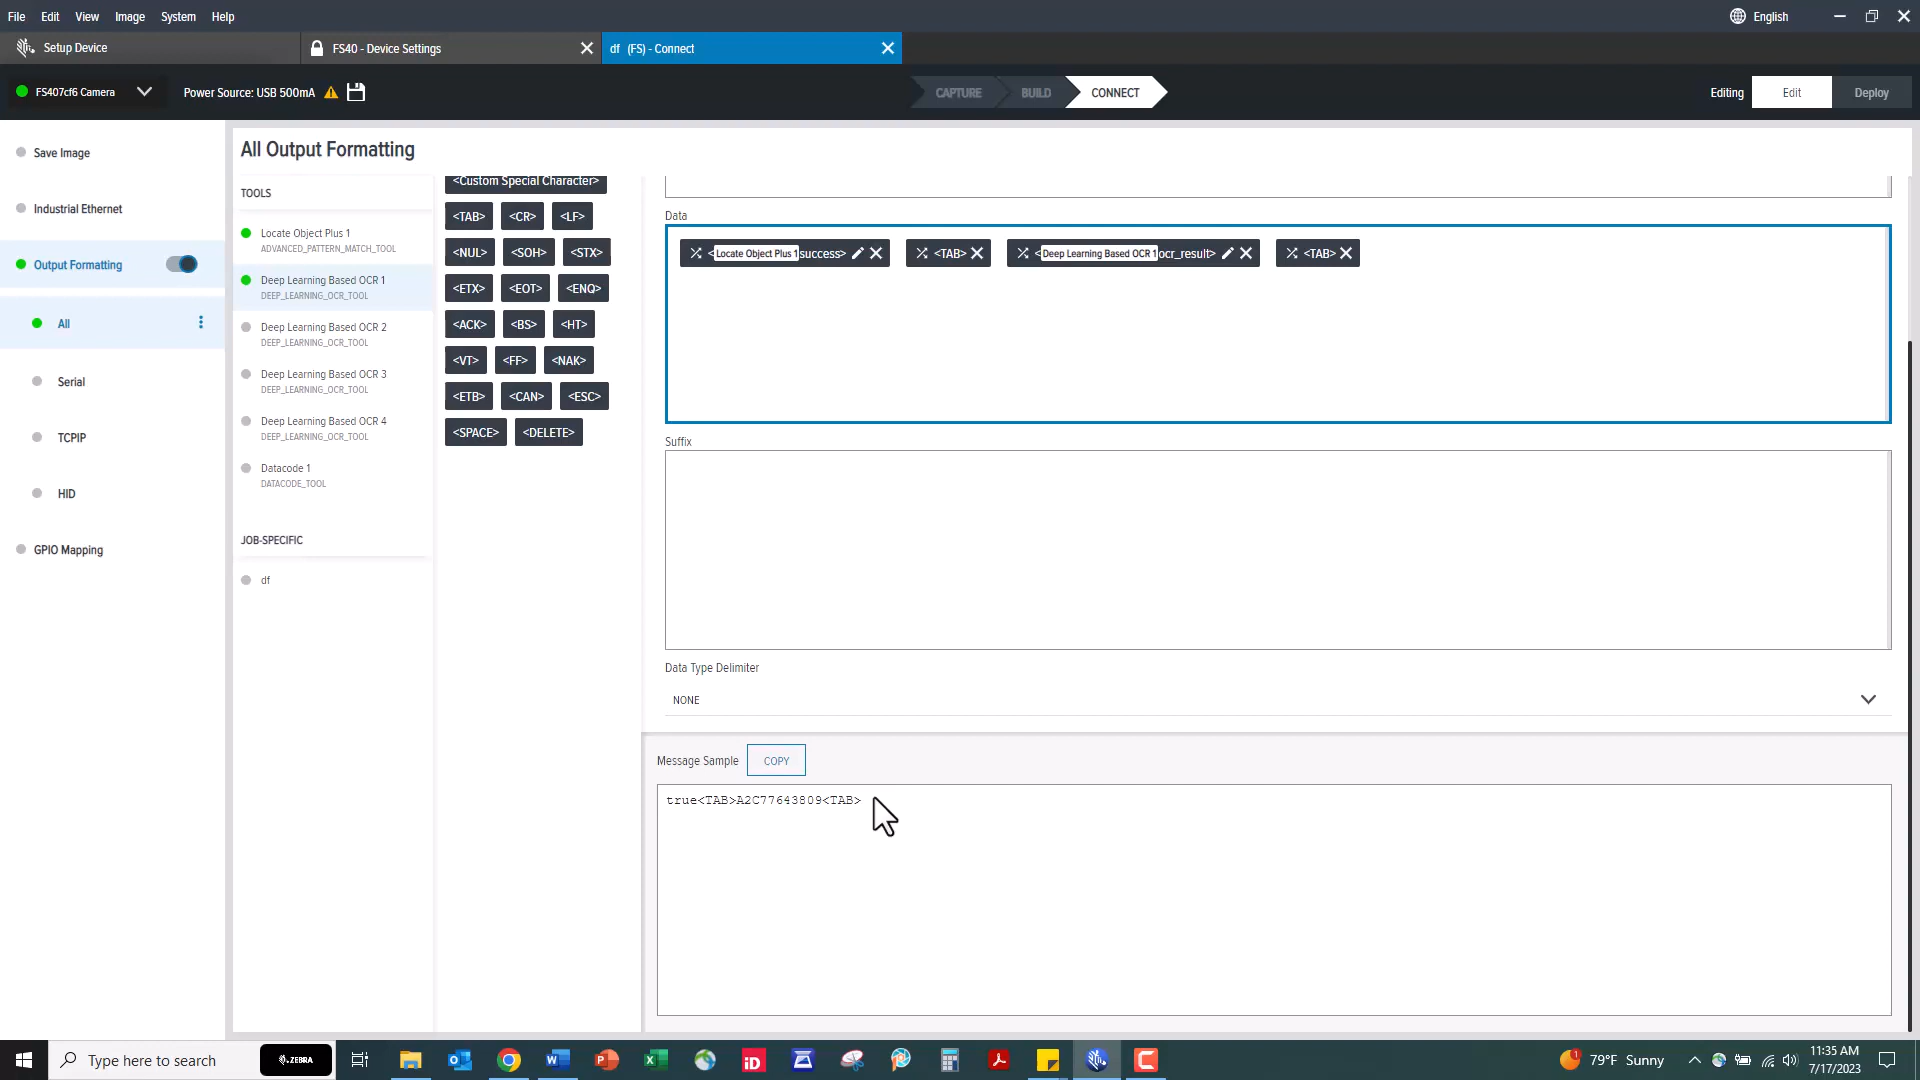 File Edit View Image System Help
English
Setup Device
FS40 - Device Settings
df (FS) - Connect
FS407cf6 Camera
Power Source: USB 500mA
CAPTURE
BUILD
CONNECT
Editing
Edit
Deploy
Save Image
Industrial Ethernet
Output Formatting
All
Serial
TCPIP
HID
GPIO Mapping
All Output Formatting
TOOLS
Locate Object Plus 1
ADVANCED_PATTERN_MATCH_TOOL
Deep Learning Based OCR 1
DEEP_LEARNING_OCR_TOOL
Deep Learning Based OCR 2
DEEP_LEARNING_OCR_TOOL
Deep Learning Based OCR 3
DEEP_LEARNING_OCR_TOOL
Deep Learning Based OCR 4
DEEP_LEARNING_OCR_TOOL
Datacode 1
DATACODE_TOOL
JOB-SPECIFIC
df
<Custom Special Character>
<TAB> <CR> <LF>
<NUL> <SOH> <STX>
<ETX> <EOT> <ENQ>
<ACK> <BS> <HT>
<VT> <FF> <NAK>
<ETB> <CAN> <ESC>
<SPACE> <DELETE>
Data
<Locate Object Plus 1success> <TAB> <Deep Learning Based OCR 1ocr_result> <TAB>
Suffix
Data Type Delimiter
NONE
Message Sample
COPY
true<TAB>A2C77643809<TAB>
Type here to search
ZEBRA
79°F Sunny
11:35 AM
7/17/2023